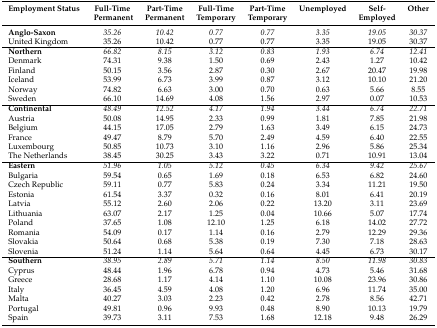 Employment Status Full-Time Permanent Part-Time Permanent Full-Time Temporary Part-Time Temporary Unemployed Self-Employed Other
Anglo-Saxon 35.26 10.42 0.77 0.77 3.35 19.05 30.37
United Kingdom 35.26 10.42 0.77 0.77 3.35 19.05 30.37
Northern 66.82 8.15 3.12 0.83 1.93 6.74 12.41
Denmark 74.31 9.38 1.50 0.69 2.43 1.27 10.42
Finland 50.15 3.56 2.87 0.30 2.67 20.47 19.98
Iceland 53.99 6.73 3.99 0.87 3.12 10.10 21.20
Norway 74.82 6.63 3.00 0.70 0.63 5.66 8.55
Sweden 66.10 14.69 4.08 1.56 2.97 0.07 10.53
Continental 48.49 12.52 4.17 1.94 3.44 6.74 22.71
Austria 50.08 14.95 2.33 0.99 1.81 7.85 21.98
Belgium 44.15 17.05 2.79 1.63 3.49 6.15 24.73
France 49.47 8.79 5.70 2.49 4.59 6.40 22.55
Luxembourg 50.85 10.73 3.10 1.16 2.96 5.86 25.34
The Netherlands 38.45 30.25 3.43 3.22 0.71 10.91 13.04
Eastern 51.96 1.05 5.12 0.45 6.34 9.42 25.67
Bulgaria 59.54 0.65 1.69 0.18 6.53 6.82 24.60
Czech Republic 59.11 0.77 5.83 0.24 3.34 11.21 19.50
Estonia 61.54 3.37 0.32 0.16 8.01 6.41 20.19
Latvia 55.12 2.60 2.06 0.22 13.20 3.11 23.69
Lithuania 63.07 2.17 1.25 0.04 10.66 5.07 17.74
Poland 37.65 1.08 12.10 1.25 6.18 14.02 27.72
Romania 54.09 0.17 1.14 0.16 2.79 12.29 29.36
Slovakia 50.64 0.68 5.38 0.19 7.30 7.18 28.63
Slovenia 51.24 1.14 5.64 0.64 4.45 6.73 30.17
Southern 38.95 2.89 5.71 1.14 8.50 11.98 30.83
Cyprus 48.44 1.96 6.78 0.94 4.73 5.46 31.68
Greece 28.68 1.17 4.14 1.10 10.08 23.96 30.86
Italy 36.45 4.59 4.08 1.20 6.96 11.74 35.00
Malta 40.27 3.03 2.23 0.42 2.78 8.56 42.71
Portugal 49.81 0.96 9.93 0.48 8.90 10.13 19.79
Spain 39.73 3.11 7.53 1.68 12.18 9.48 26.29